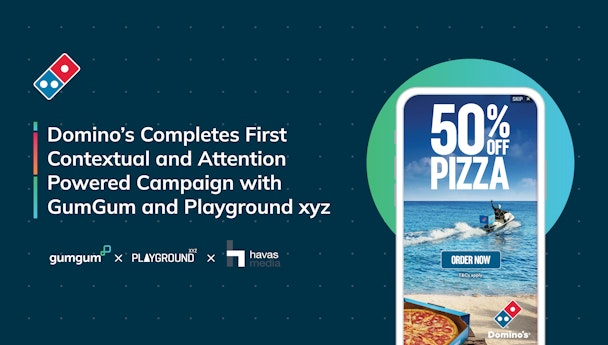 Domino's Completes First
Contextual and Attention
Powered Campaign with
GumGum and Playground xyz
gumgum × PLAYGROUND XYZ × havas
media
SKIP ×
50%
OFF
PIZZA
ORDER NOW
T&Cs apply
Domino's